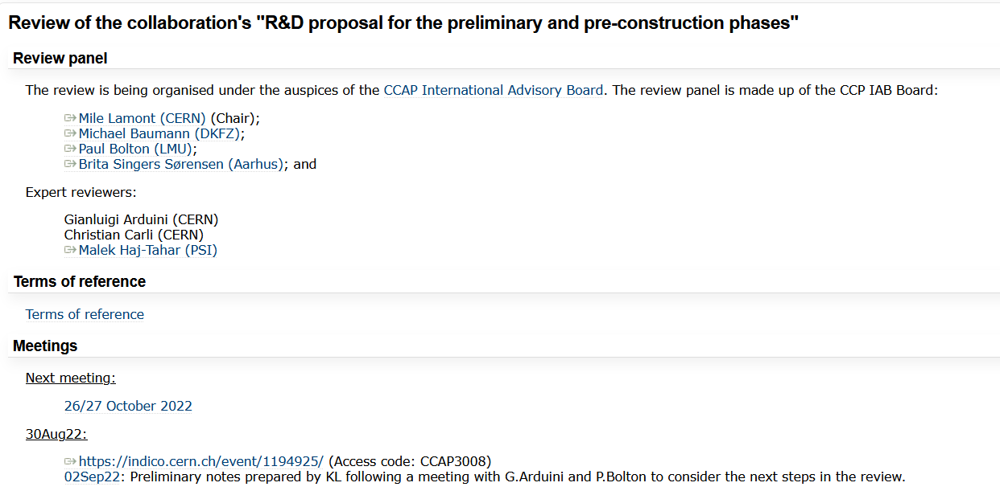 Review of the collaboration's "R&D proposal for the preliminary and pre-construction phases"
Review panel
The review is being organised under the auspices of the CCAP International Advisory Board. The review panel is made up of the CCP IAB Board:
Mile Lamont (CERN) (Chair);
Michael Baumann (DKFZ);
Paul Bolton (LMU);
Brita Singers Sørensen (Aarhus); and
Expert reviewers:
Gianluigi Arduini (CERN)
Christian Carli (CERN)
Malek Haj-Tahar (PSI)
Terms of reference
Terms of reference
Meetings
Next meeting:
26/27 October 2022
30Aug22:
https://indico.cern.ch/event/1194925/ (Access code: CCAP3008)
02Sep22: Preliminary notes prepared by KL following a meeting with G.Arduini and P.Bolton to consider the next steps in the review.